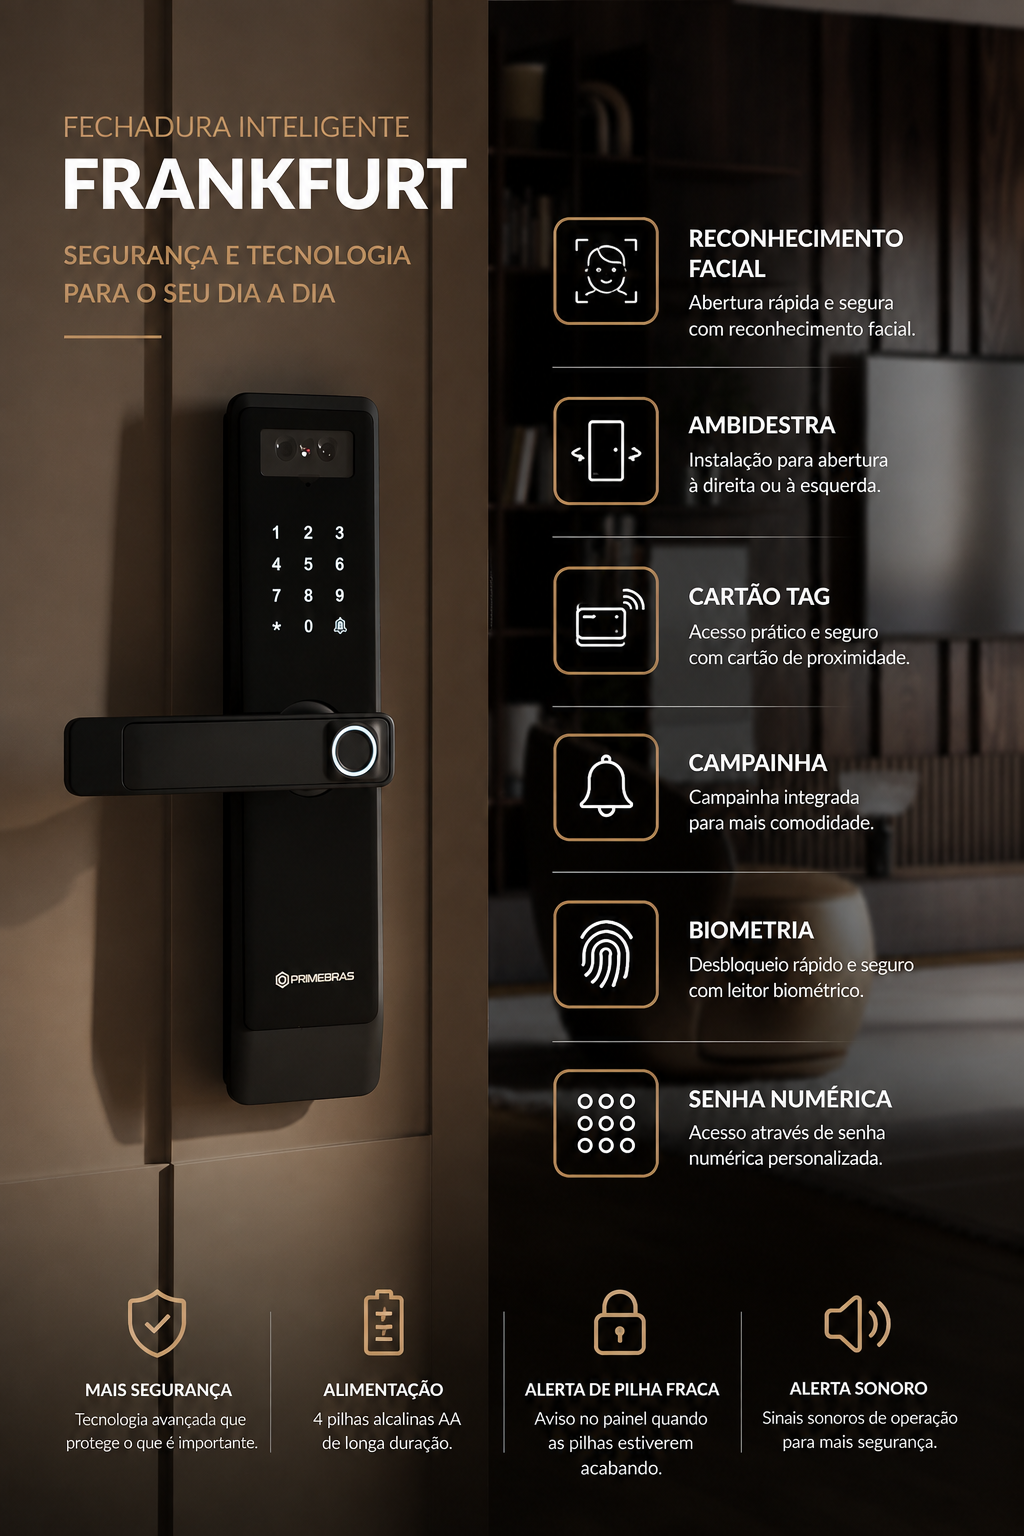 FECHADURA INTELIGENTE
FRANKFURT
SEGURANÇA E TECNOLOGIA
PARA O SEU DIA A DIA
1 2 3
4 5 6
7 8 9
* 0
PRIMEBRAS
RECONHECIMENTO
FACIAL
Abertura rápida e segura
com reconhecimento facial.
AMBIDESTRA
Instalação para abertura
à direita ou à esquerda.
CARTÃO TAG
Acesso prático e seguro
com cartão de proximidade.
CAMPAINHA
Campainha integrada
para mais comodidade.
BIOMETRIA
Desbloqueio rápido e seguro
com leitor biométrico.
SENHA NUMÉRICA
Acesso através de senha
numérica personalizada.
MAIS SEGURANÇA
Tecnologia avançada que
protege o que é importante.
ALIMENTAÇÃO
4 pilhas alcalinas AA
de longa duração.
ALERTA DE PILHA FRACA
Aviso no painel quando
as pilhas estiverem
acabando.
ALERTA SONORO
Sinais sonoros de operação
para mais segurança.